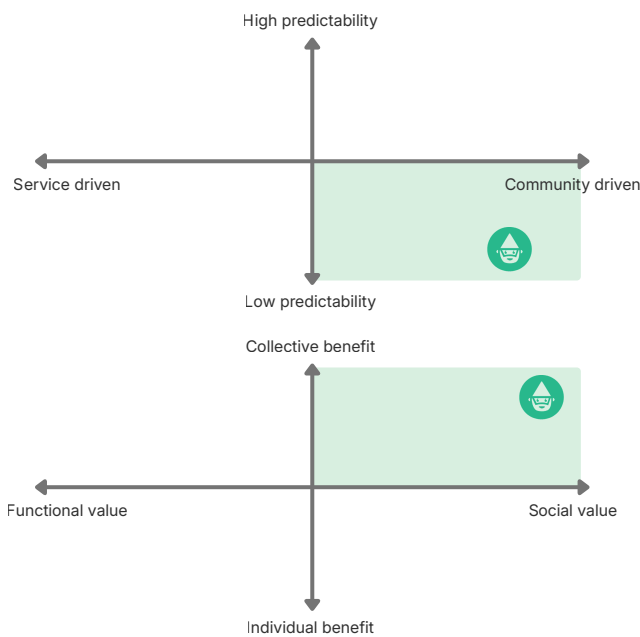 High predictability
Service driven
Community driven
Low predictability
Collective benefit
Functional value
Social value
Individual benefit